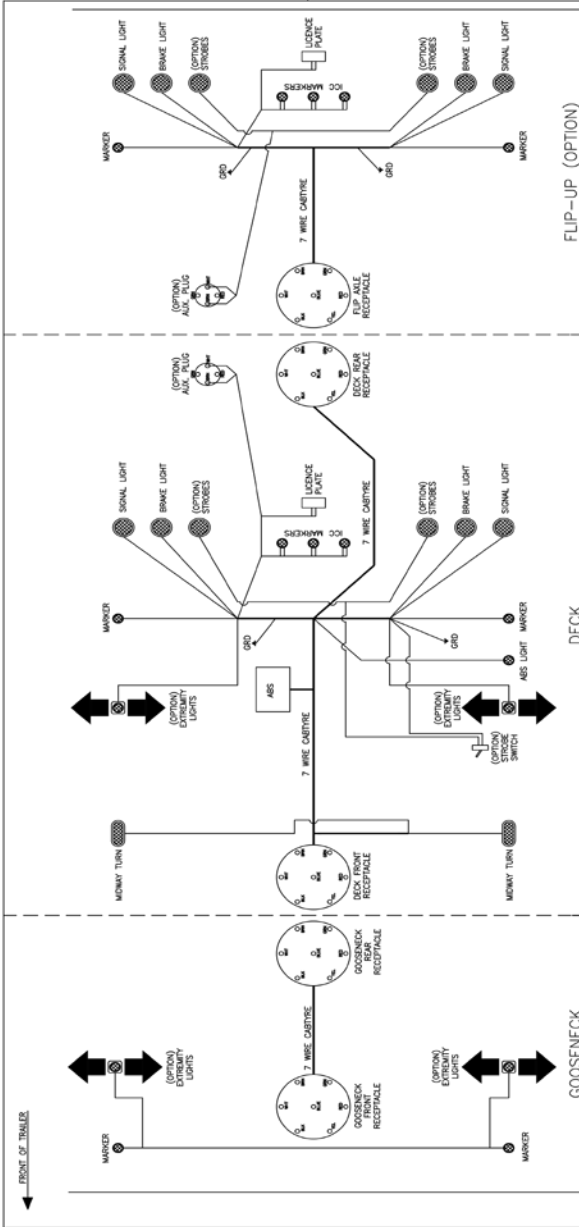 FRONT OF TRAILER
MARKER
(OPTION)
EXTREMITY
LIGHTS
GOOSENECK
FRONT
RECEPTACLE
7 WIRE CABTYRE
GOOSENECK
REAR
RECEPTACLE
MARKER
(OPTION)
EXTREMITY
LIGHTS
GOOSENECK
MIDWAY TURN
(OPTION)
EXTREMITY
LIGHTS
MARKER
SIGNAL LIGHT
BRAKE LIGHT
(OPTION)
STROBES
(OPTION)
AUX. PLUG
GRD
ABS
ICC MARKERS
LICENCE
PLATE
DECK FRONT
RECEPTACLE
7 WIRE CABTYRE
7 WIRE CABTYRE
DECK REAR
RECEPTACLE
MIDWAY TURN
(OPTION)
STROBE
SWITCH
(OPTION)
EXTREMITY
LIGHTS
ABS LIGHT
MARKER
GRD
(OPTION)
STROBES
BRAKE LIGHT
SIGNAL LIGHT
DECK
(OPTION)
AUX. PLUG
MARKER
SIGNAL LIGHT
BRAKE LIGHT
(OPTION)
STROBES
GRD
LICENCE
PLATE
ICC MARKERS
FLIP AXLE
RECEPTACLE
7 WIRE CABTYRE
GRD
MARKER
(OPTION)
STROBES
BRAKE LIGHT
SIGNAL LIGHT
FLIP-UP (OPTION)